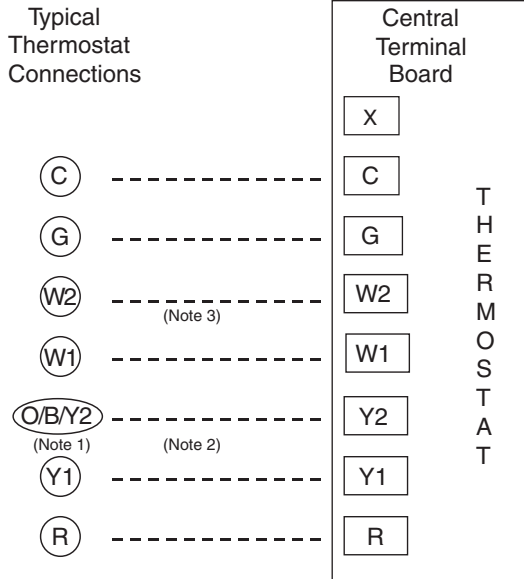 Typical
Thermostat
Connections
Central
Terminal
Board
X
C
C
G
G
W2
W2
(Note 3)
W1
W1
O/B/Y2
Y2
(Note 1)
(Note 2)
Y1
Y1
R
R
THERMOSTAT